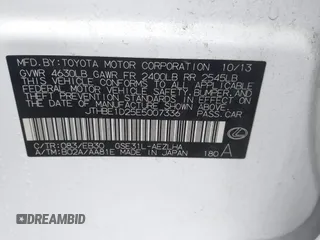 MFD.BY:TOYOTA MOTOR CORPORATION 10/13
GVWR 4630LB GAWR FR 2400LB RR 2545LB
THIS VEHICLE CONFORMS TO ALL APPLICABLE
FEDERAL MOTOR VEHICLE SAFETY, BUMPER, AND
THEFT PREVENTION STANDARDS IN EFFECT ON
THE DATE OF MANUFACTURE SHOWN ABOVE.
JTHBE1D25E5007336
PASS.CAR
C/TR:083/EB30 GSE31L-AEZLHA
A/TM:B02A/AA81E MADE IN JAPAN 180 A
DREAMBID